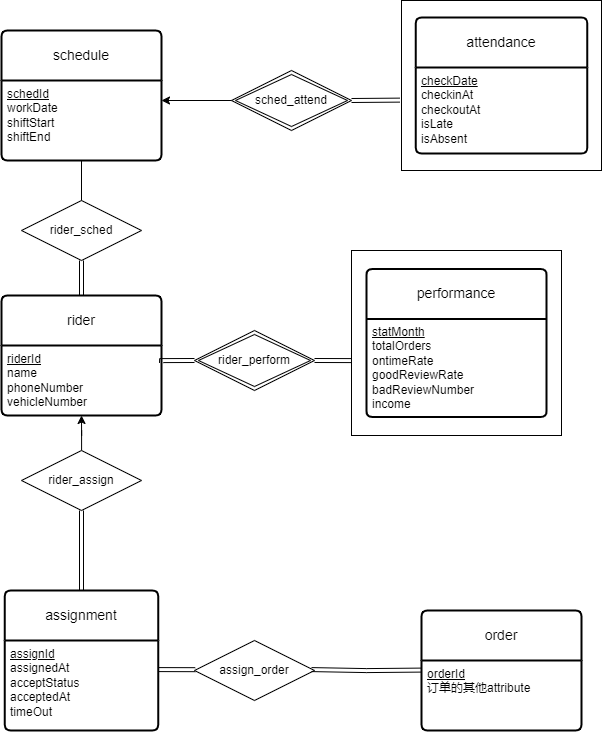 schedule
schedId
workDate
shiftStart
shiftEnd
sched_attend
attendance
checkDate
checkinAt
checkoutAt
isLate
isAbsent
rider_sched
rider
riderId
name
phoneNumber
vehicleNumber
rider_perform
performance
statMonth
totalOrders
ontimeRate
goodReviewRate
badReviewNumber
income
rider_assign
assignment
assignId
assignedAt
acceptStatus
acceptedAt
timeOut
assign_order
order
orderId
订单的其他attribute